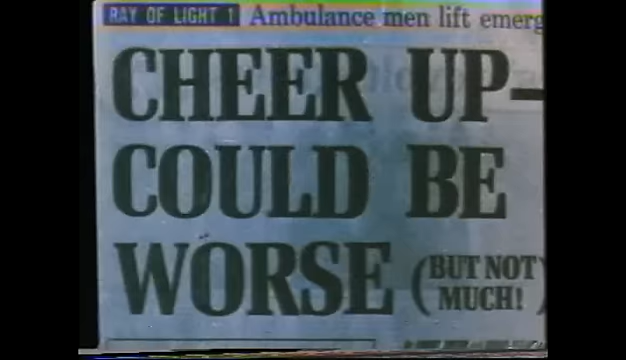 RAY OF LIGHT 1 Ambulance men lift emerg
CHEER UP—
COULD BE
WORSE (BUT NOT
MUCH!)